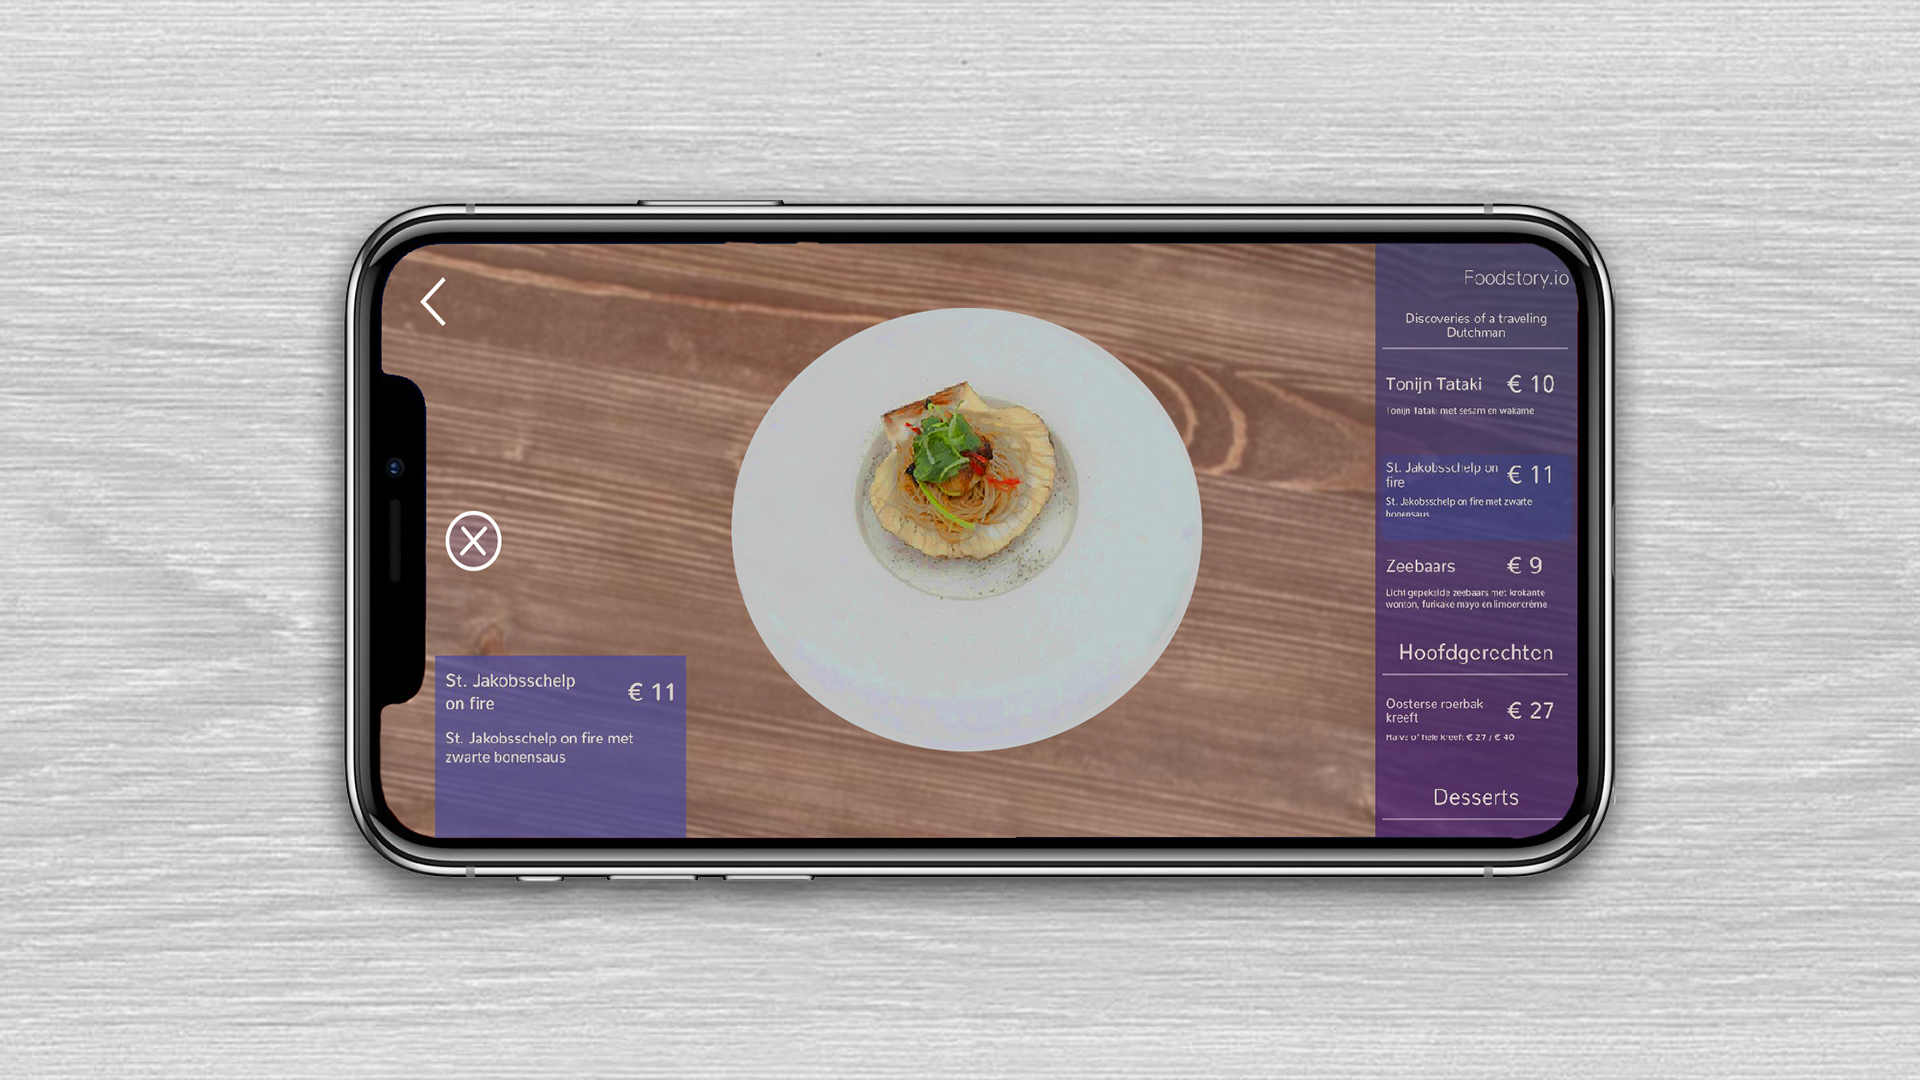 Foodstory.io
Discoveries of a traveling
Dutchman
Tonijn Tataki € 10
Tonijn Tataki met sesam en wakame
St. Jakobsschelp on
fire € 11
St. Jakobsschelp on fire met zwarte
bonensaus
Zeebaars € 9
Licht gepekelde zeebaars met krokante
wonton, furikake mayo en limoencrème
Hoofdgerechten
Oosterse roerbak
kreeft € 27
Halve of hele kreeft € 27 / € 40
Desserts
St. Jakobsschelp
on fire € 11
St. Jakobsschelp on fire met
zwarte bonensaus